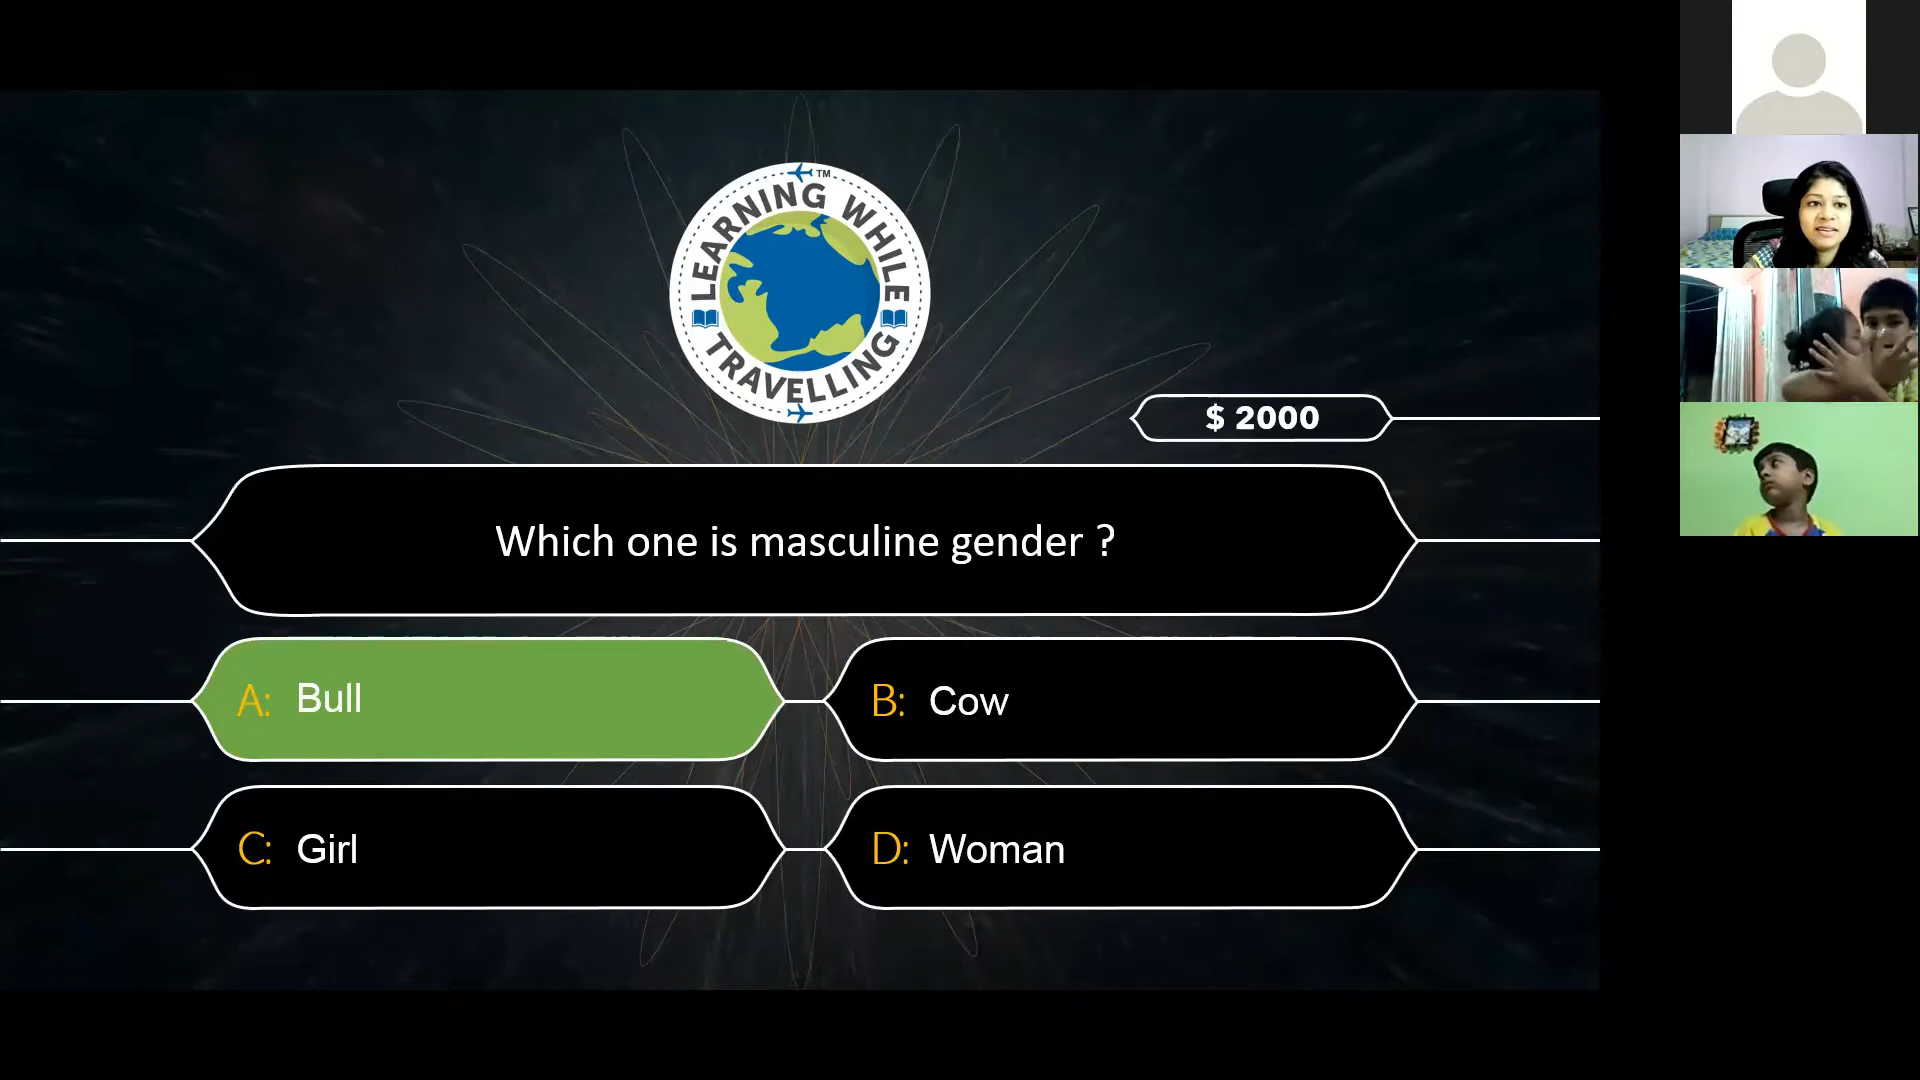 LEARNING WHILE TRAVELLING TM
$ 2000
Which one is masculine gender ?
A: Bull
B: Cow
C: Girl
D: Woman